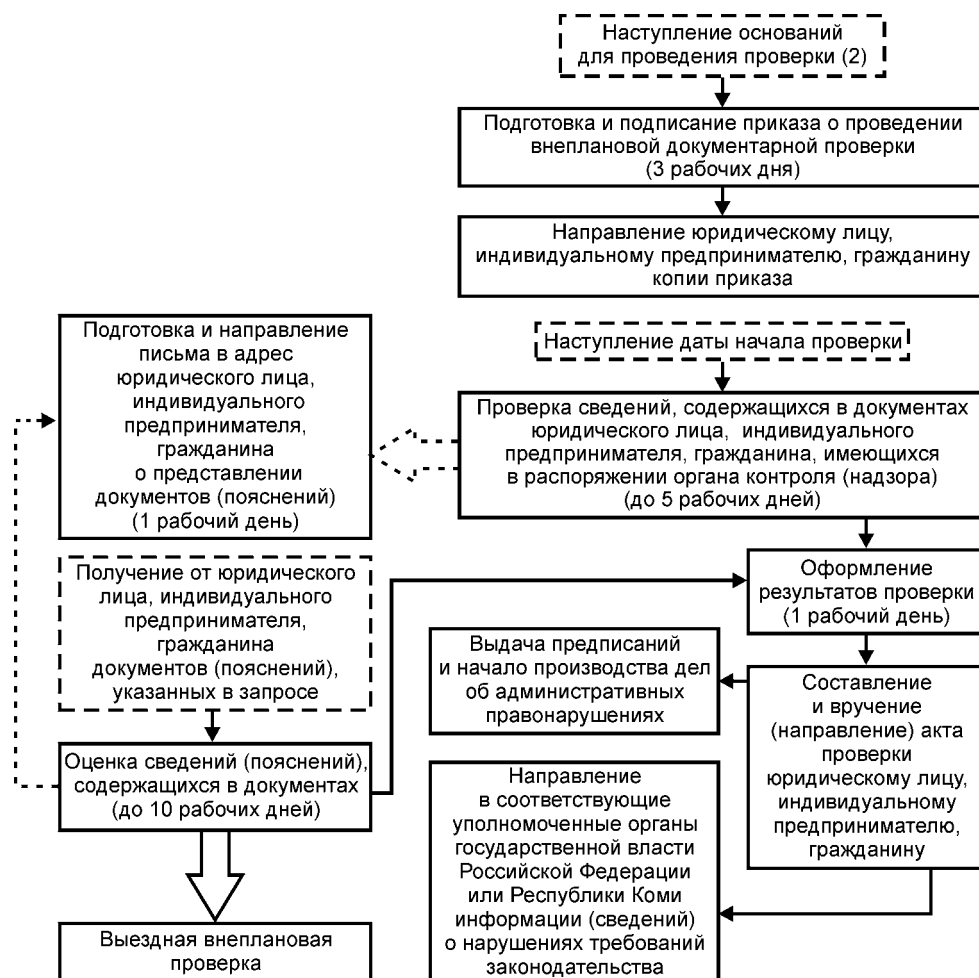 Наступление оснований
для проведения проверки (2)
Подготовка и подписание приказа о проведении
внеплановой документарной проверки
(3 рабочих дня)
Направление юридическому лицу,
индивидуальному предпринимателю, гражданину
копии приказа
Наступление даты начала проверки
Проверка сведений, содержащихся в документах
юридического лица, индивидуального
предпринимателя, гражданина, имеющихся
в распоряжении органа контроля (надзора)
(до 5 рабочих дней)
Подготовка и направление
письма в адрес
юридического лица,
индивидуального
предпринимателя,
гражданина
о представлении
документов (пояснений)
(1 рабочий день)
Получение от юридического
лица, индивидуального
предпринимателя,
гражданина
документов (пояснений),
указанных в запросе
Оценка сведений (пояснений),
содержащихся в документах
(до 10 рабочих дней)
Выездная внеплановая
проверка
Оформление
результатов проверки
(1 рабочий день)
Выдача предписаний
и начало производства дел
об административных
правонарушениях
Составление
и вручение
(направление) акта
проверки
юридическому лицу,
индивидуальному
предпринимателю,
гражданину
Направление
в соответствующие
уполномоченные органы
государственной власти
Российской Федерации
или Республики Коми
информации (сведений)
о нарушениях требований
законодательства